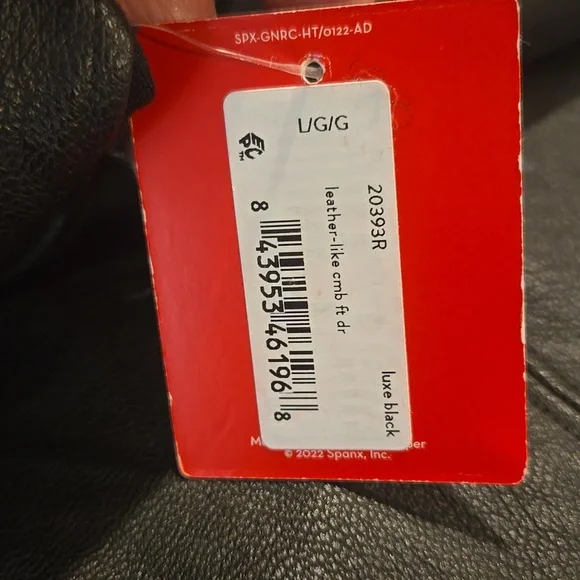 SPX-GNRC-HT/0122-AD
L/G/G
EPC™
20393R
leather-like cmb ft dr
luxe black
8 43953 46196 8
© 2022 Spanx, Inc.